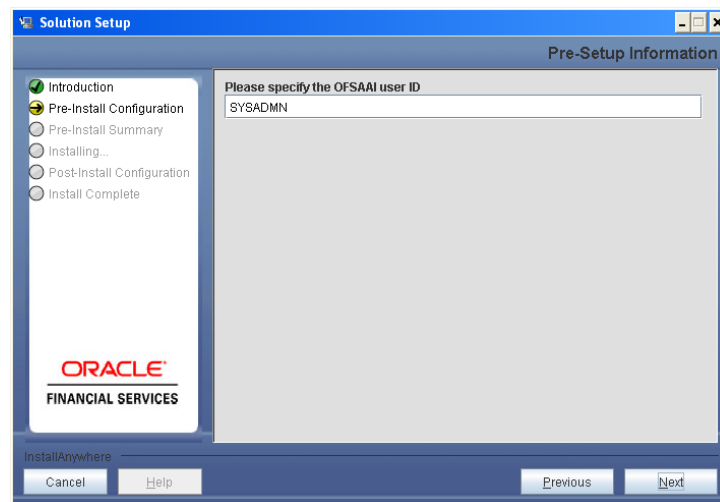 Solution Setup
Pre-Setup Information
Introduction
Pre-Install Configuration
Pre-Install Summary
Installing...
Post-Install Configuration
Install Complete
ORACLE
FINANCIAL SERVICES
Please specify the OFSAAI user ID
SYSADMN
InstallAnywhere
Cancel
Help
Previous
Next